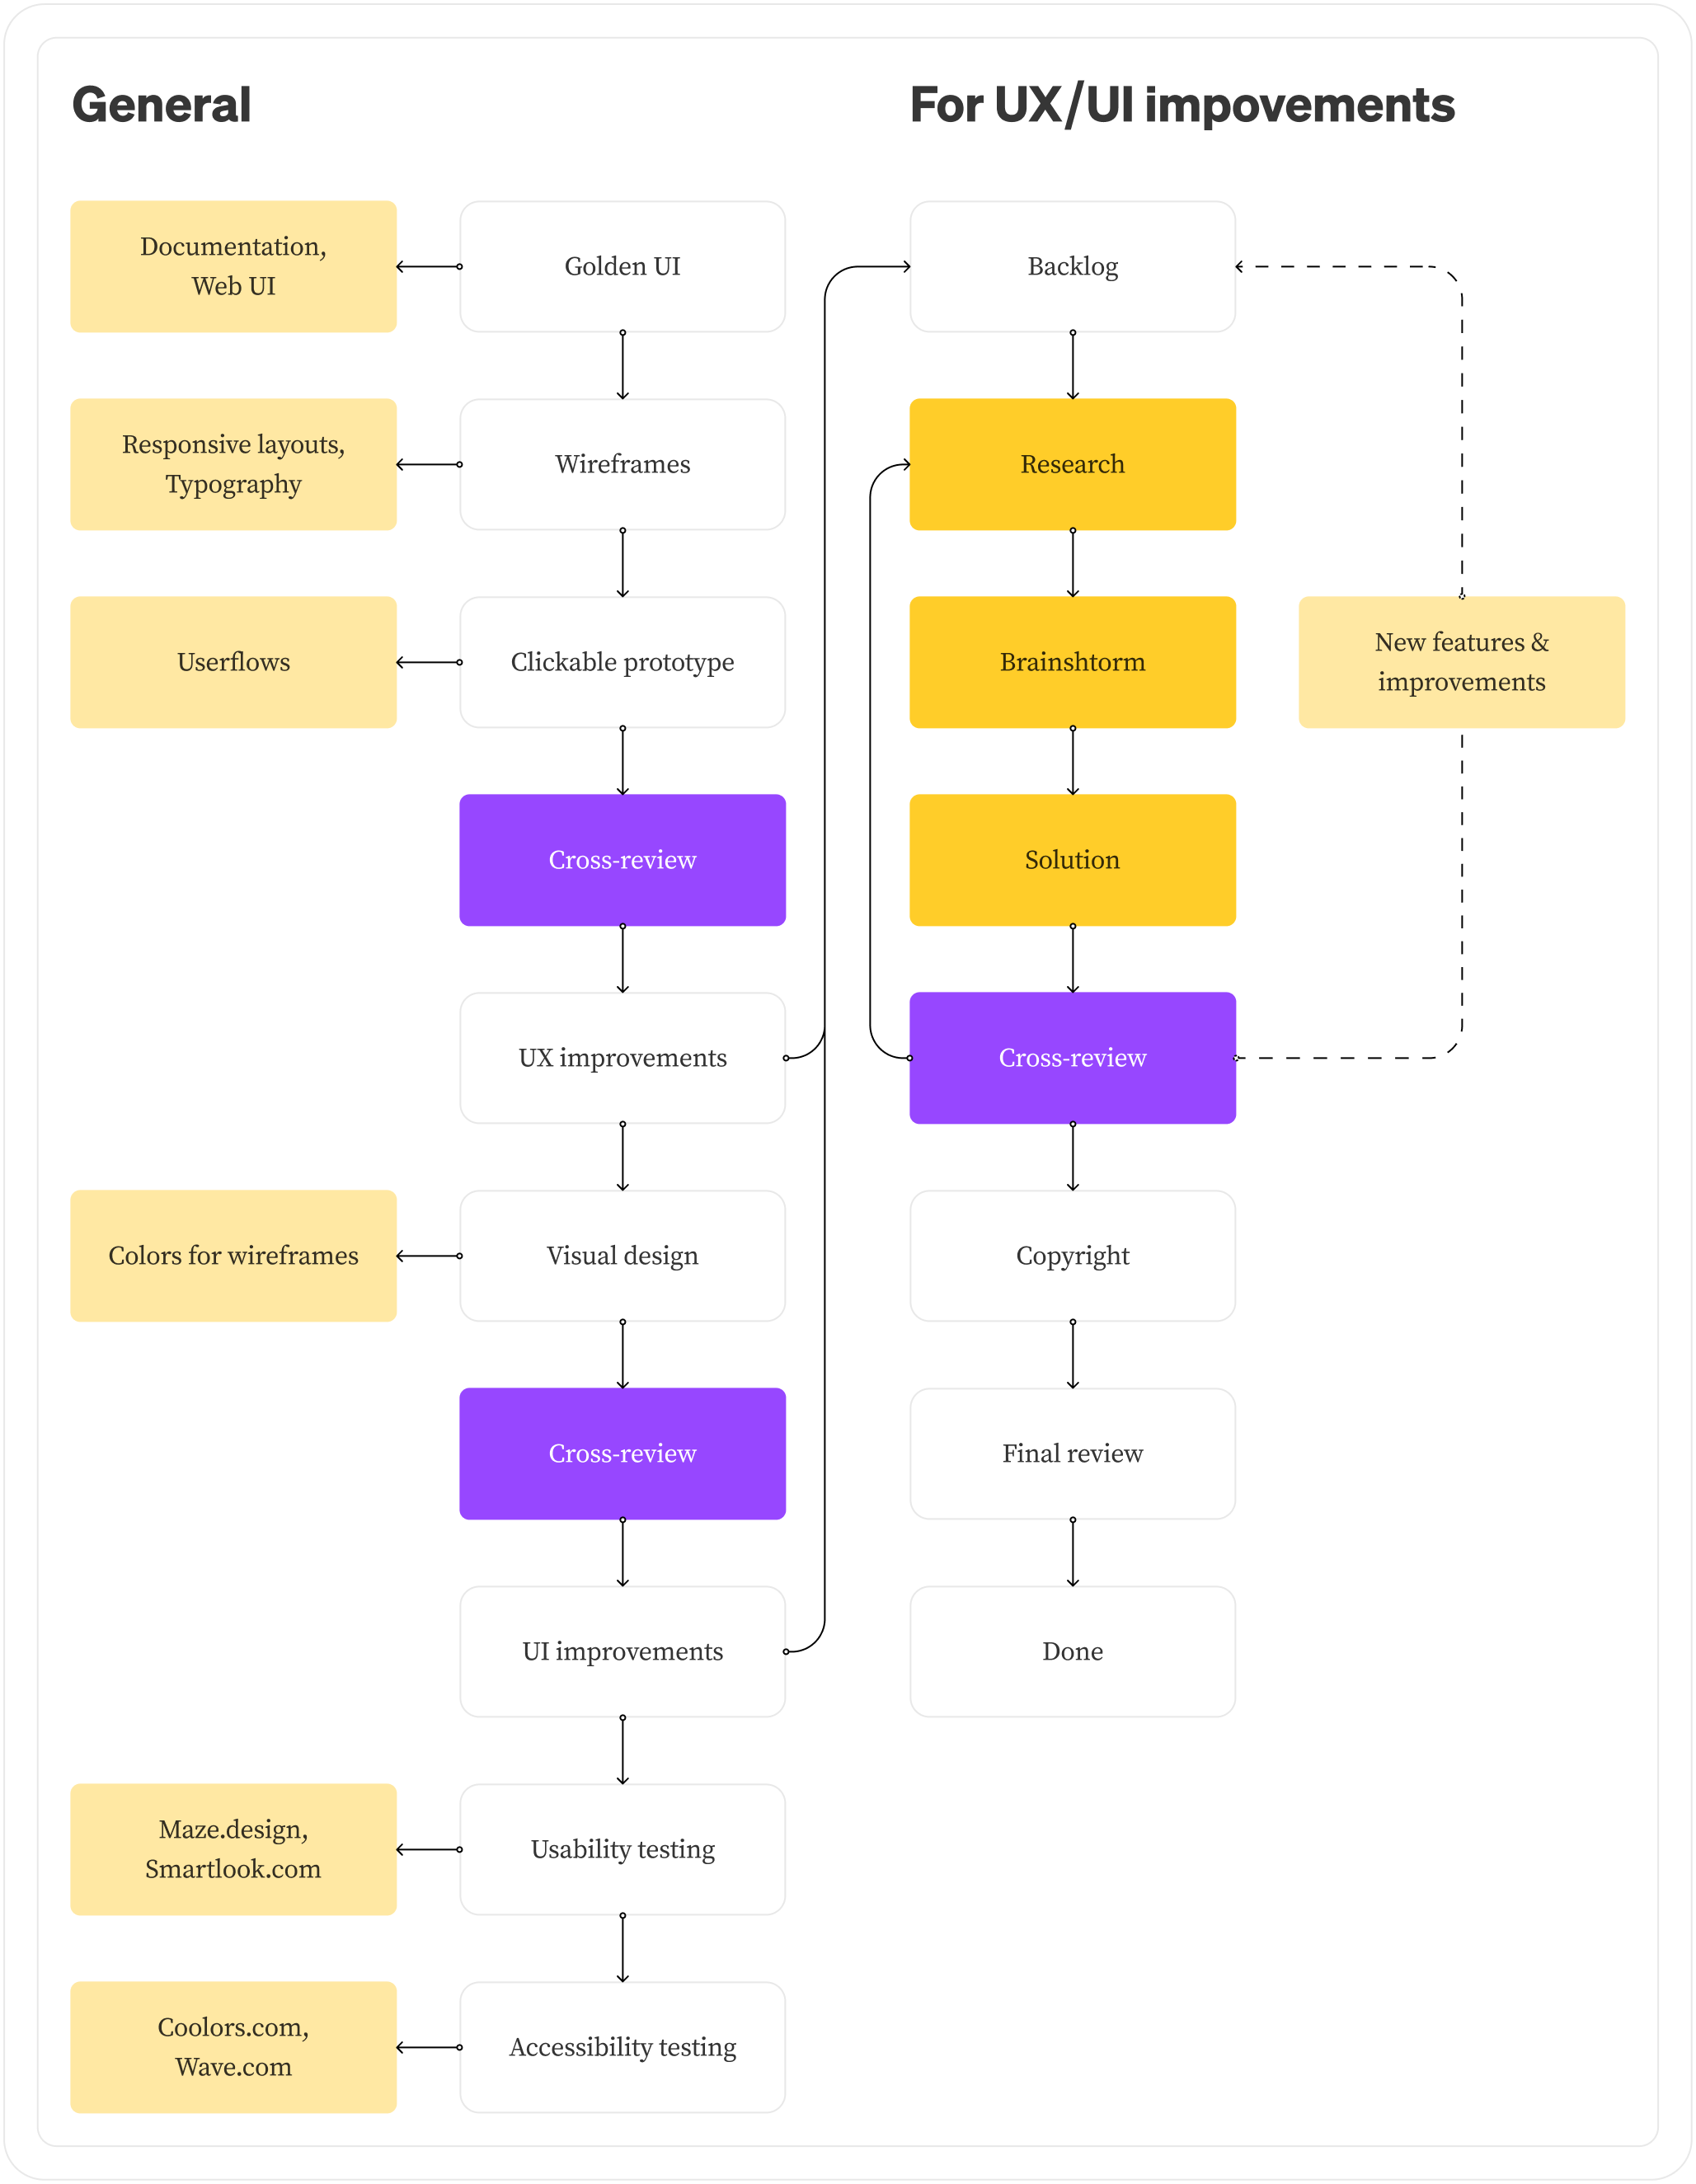 General
Documentation,
Web UI
Golden UI
Responsive layouts,
Typography
Wireframes
Userflows
Clickable prototype
Cross-review
UX improvements
Colors for wireframes
Visual design
Cross-review
UI improvements
Maze.design,
Smartlook.com
Usability testing
Coolors.com,
Wave.com
Accessibility testing
For UX/UI impovements
Backlog
Research
Brainshtorm
New features &
improvements
Solution
Cross-review
Copyright
Final review
Done